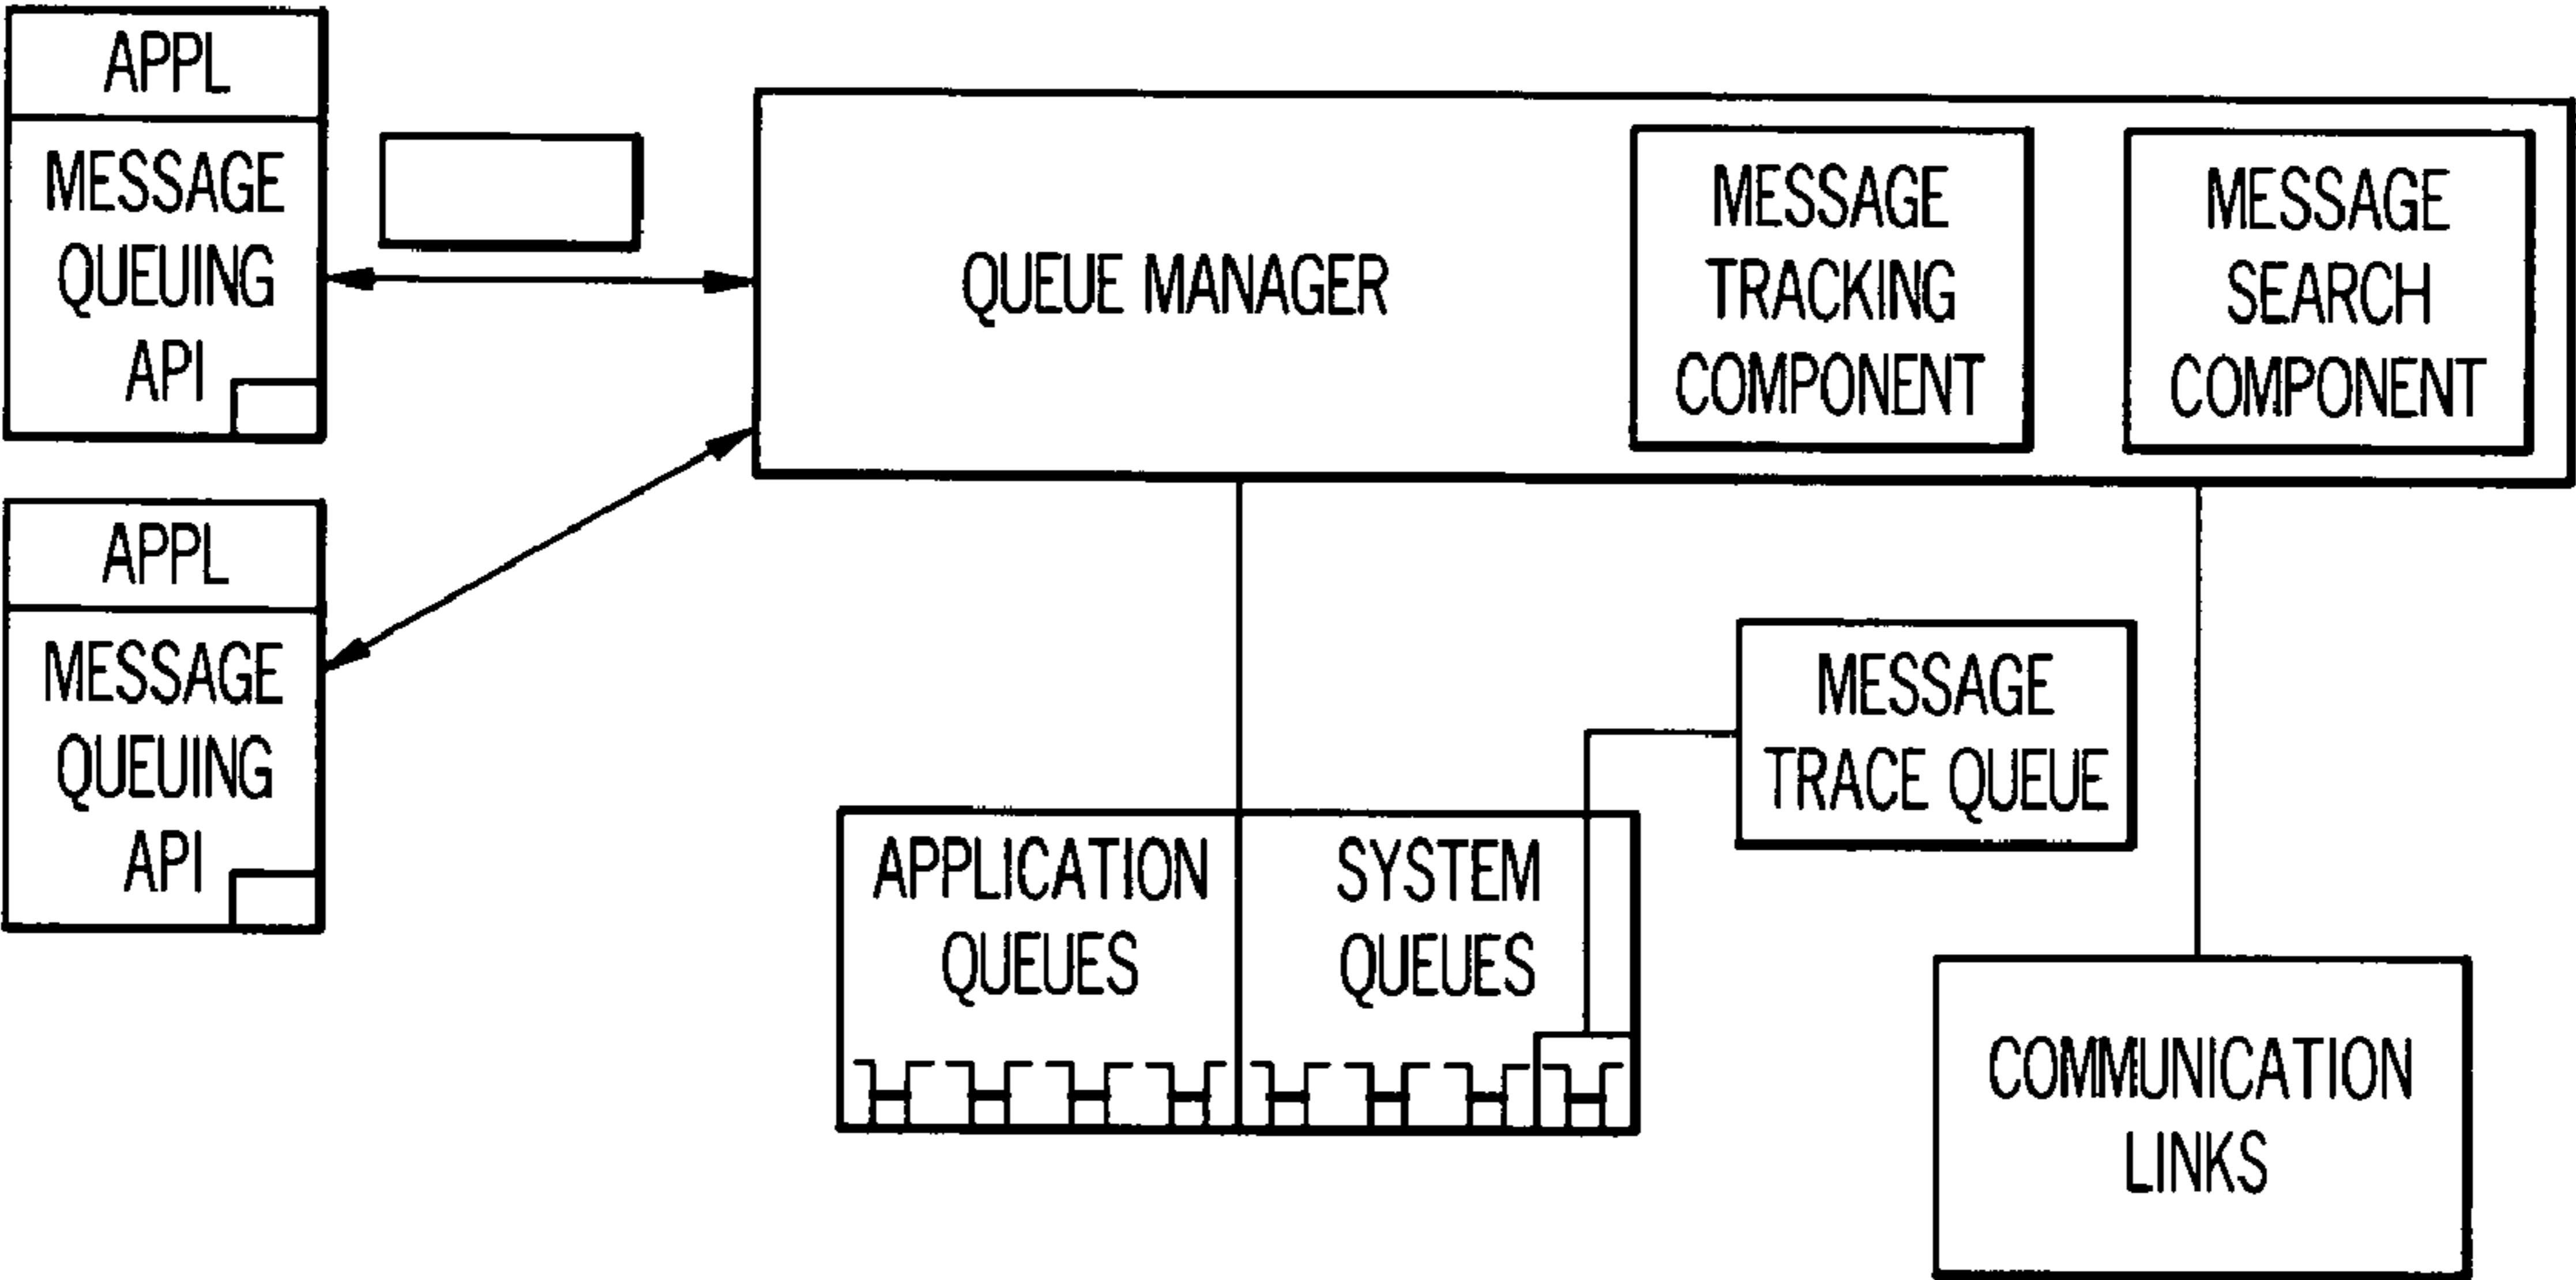 APPL
MESSAGE
QUEUING
API
QUEUE MANAGER
MESSAGE
TRACKING
COMPONENT
MESSAGE
SEARCH
COMPONENT
APPL
MESSAGE
QUEUING
API
MESSAGE
TRACE QUEUE
APPLICATION
QUEUES
SYSTEM
QUEUES
COMMUNICATION
LINKS